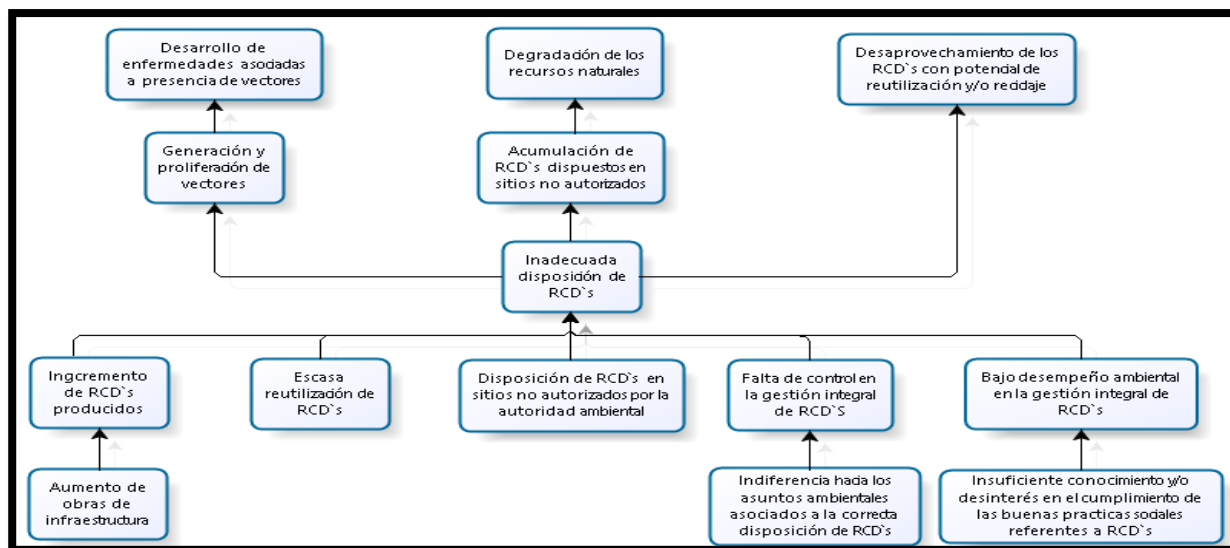 Desarrollo de
enfermedades asociadas
a presencia de vectores
Degradación de los
recursos naturales
Desaprovechamiento de los
RCD`s con potencial de
reutilización y/o reciclaje
Generación y
proliferación de
vectores
Acumulación de
RCD`s dispuestos en
sitios no autorizados
Inadecuada
disposición de
RCD`s
Ingcremento
de RCD`s
producidos
Escasa
reutilización de
RCD`s
Disposición de RCD`s en
sitios no autorizados por la
autoridad ambiental
Falta de control en
la gestión integral
de RCD`S
Bajo desempeño ambiental
en la gestión integral de
RCD`s
Aumento de
obras de
infraestructura
Indiferencia hacia los
asuntos ambientales
asociados a la correcta
disposición de RCD`s
Insuficiente conocimiento y/o
desinterés en el cumplimiento de
las buenas practicas sociales
referentes a RCD`s